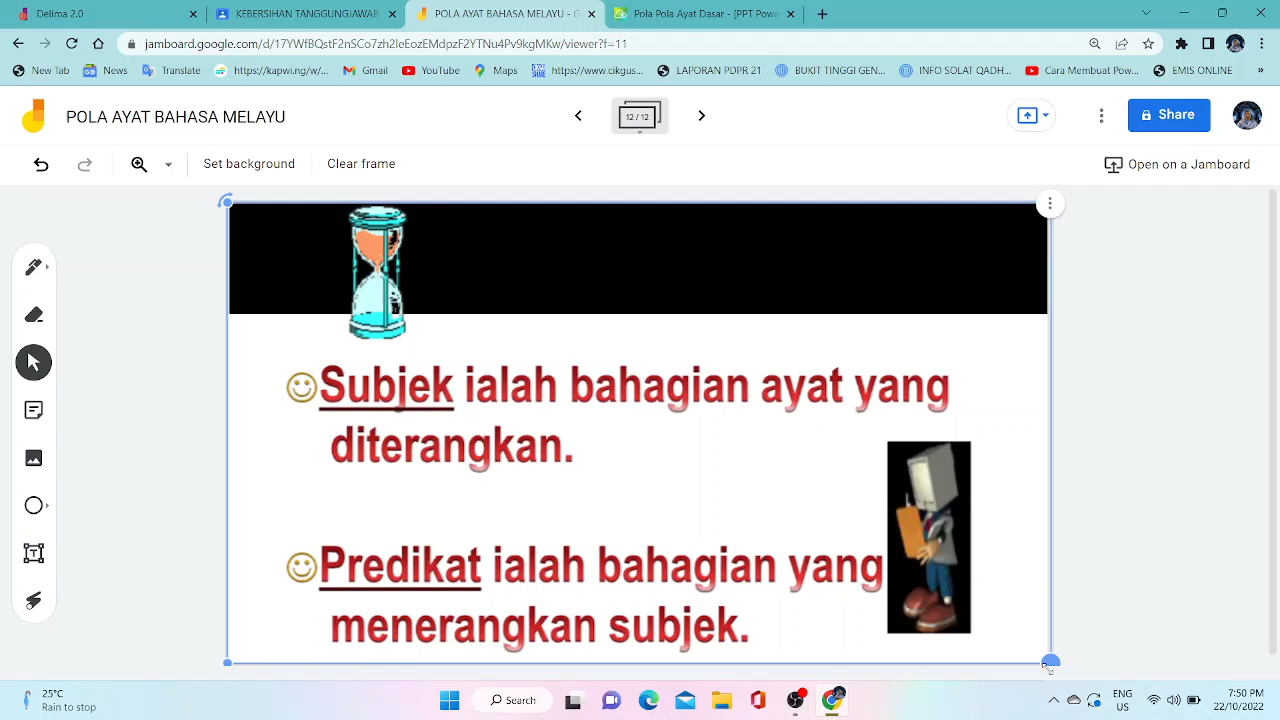 Delima 2.0
KEBERSIHAN TANGGUNGJAWAB
POLA AYAT BAHASA MELAYU - G
Pola Pola Ayat Dasar - [PPT Powe
jamboard.google.com/d/17YWfBQstF2nSCo7zh2leEozEMdpzF2YTNu4Pv9kgMKw/viewer?f=11
New Tab
News
Translate
https://kapwing/w...
Gmail
YouTube
Maps
https://www.cikgus...
LAPORAN PDPR 21
BUKIT TINGGI GEN...
INFO SOLAT QADH...
Cara Membuat Pow...
EMIS ONLINE
POLA AYAT BAHASA MELAYU
12 / 12
Share
Set background
Clear frame
Open on a Jamboard
Subjek ialah bahagian ayat yang
diterangkan.
Predikat ialah bahagian yang
menerangkan subjek.
25°C
Rain to stop
Search
ENG
US
7:50 PM
22/10/2022